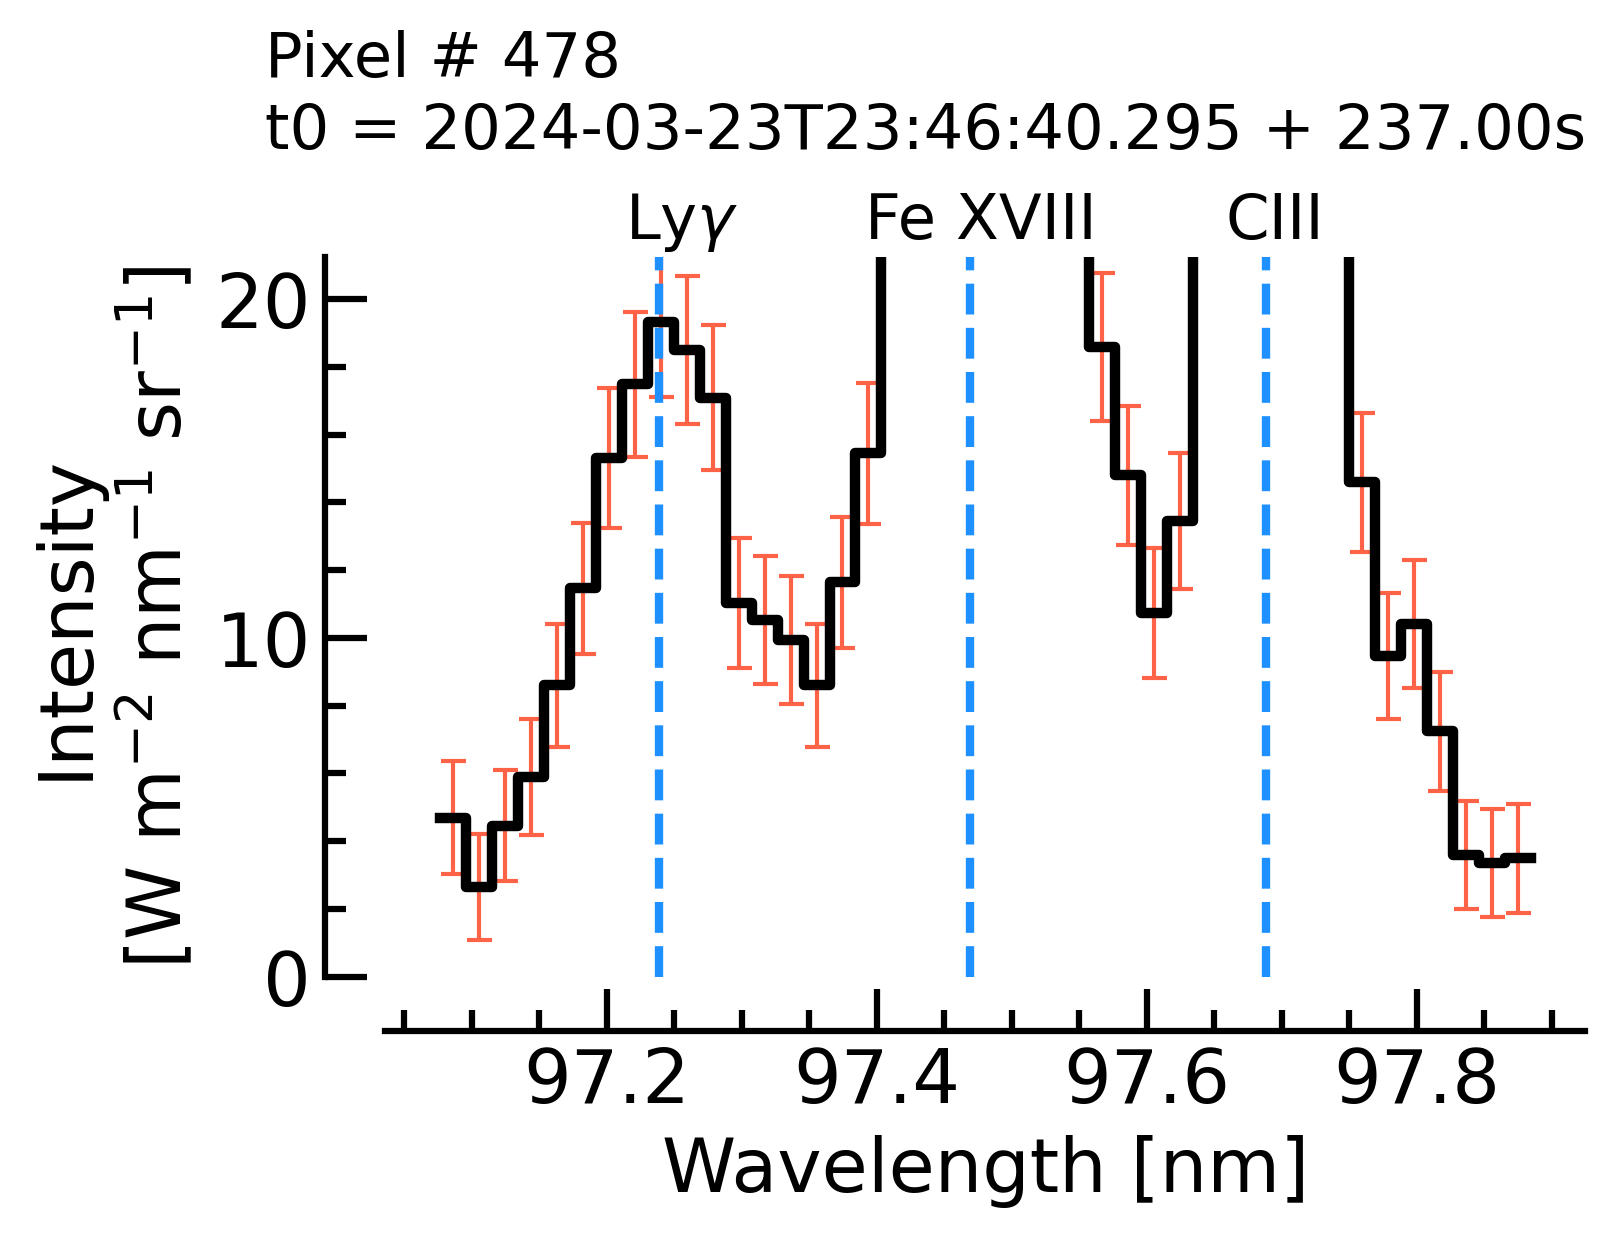 Pixel # 478
t0 = 2024-03-23T23:46:40.295 + 237.00s
Lyγ Fe XVIII CIII
Intensity
[W m⁻² nm⁻¹ sr⁻¹]
20
10
0
97.2 97.4 97.6 97.8
Wavelength [nm]